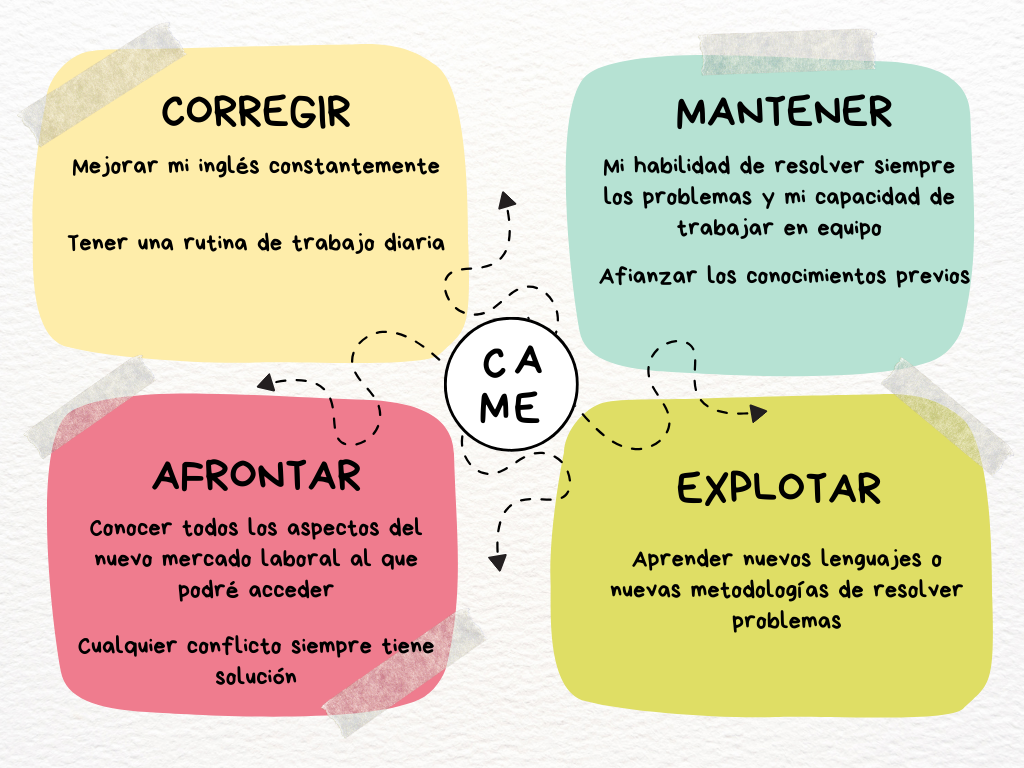 CORREGIR
Mejorar mi inglés constantemente
Tener una rutina de trabajo diaria
MANTENER
Mi habilidad de resolver siempre
los problemas y mi capacidad de
trabajar en equipo
Afianzar los conocimientos previos
CA
ME
AFRONTAR
Conocer todos los aspectos del
nuevo mercado laboral al que
podré acceder
Cualquier conflicto siempre tiene
solución
EXPLOTAR
Aprender nuevos lenguajes o
nuevas metodologías de resolver
problemas